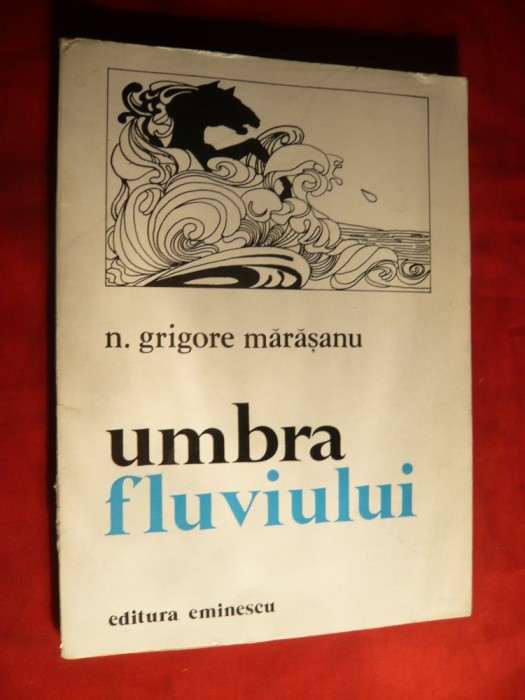 n. grigore mărășanu
umbra
fluviului
editura eminescu